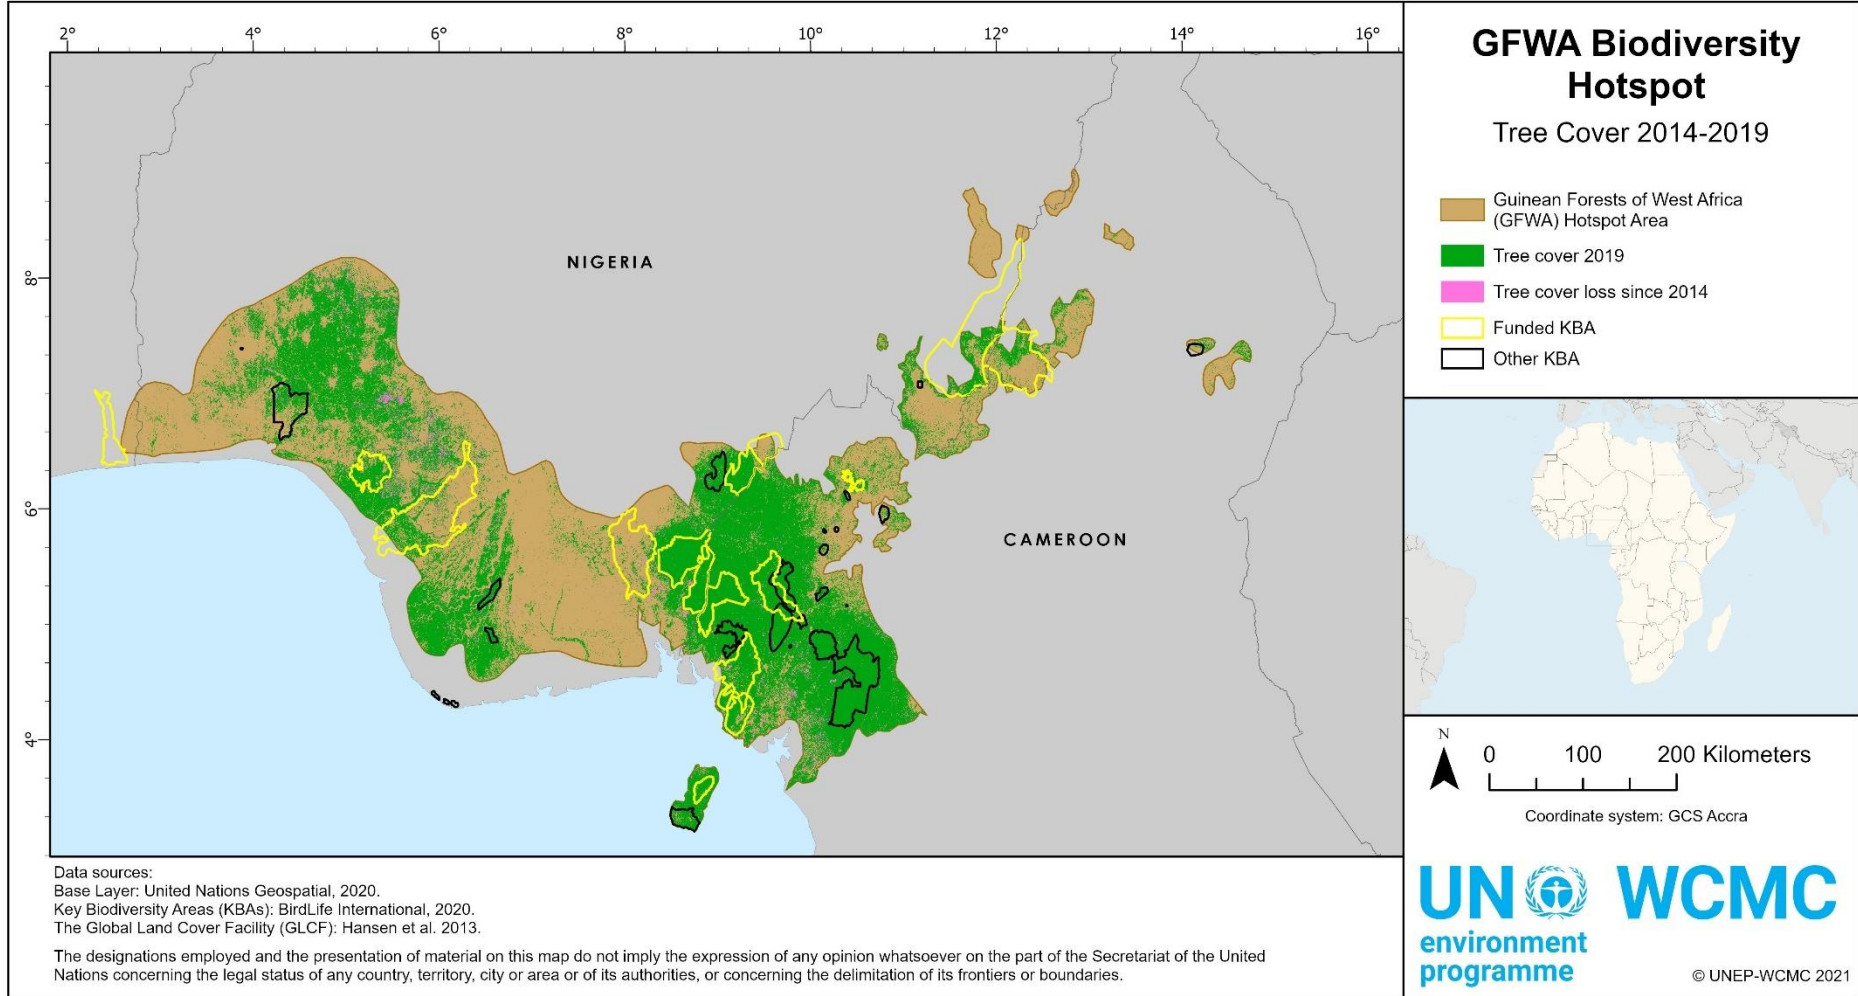 2°
4°
6°
8°
10°
12°
14°
16°
8°
6°
4°
NIGERIA
CAMEROON
GFWA Biodiversity
Hotspot
Tree Cover 2014-2019
Guinean Forests of West Africa
(GFWA) Hotspot Area
Tree cover 2019
Tree cover loss since 2014
Funded KBA
Other KBA
N
0 100 200 Kilometers
Coordinate system: GCS Accra
UN WCMC
environment
programme
© UNEP-WCMC 2021
Data sources:
Base Layer: United Nations Geospatial, 2020.
Key Biodiversity Areas (KBAs): BirdLife International, 2020.
The Global Land Cover Facility (GLCF): Hansen et al. 2013.
The designations employed and the presentation of material on this map do not imply the expression of any opinion whatsoever on the part of the Secretariat of the United
Nations concerning the legal status of any country, territory, city or area or of its authorities, or concerning the delimitation of its frontiers or boundaries.